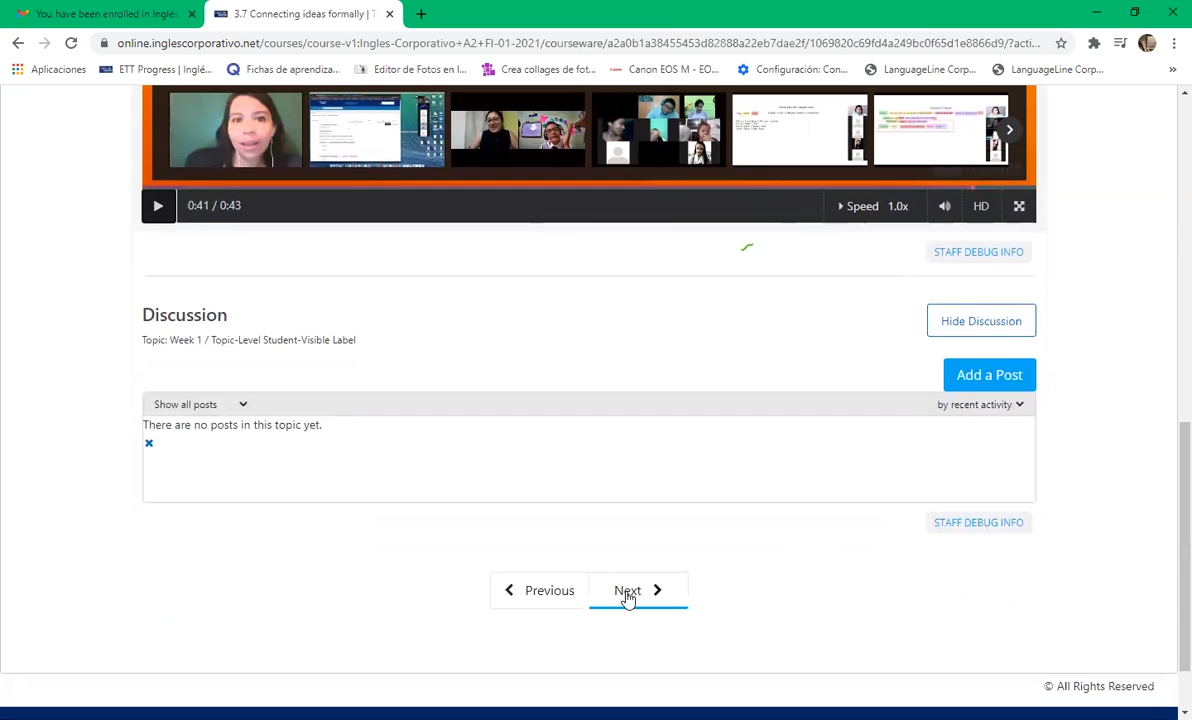 You have been enrolled in Inglés
3.7 Connecting ideas formally | T
online.inglescorporativo.net/courses/course-v1:Ingles-Corporativo+A2+FI-01-2021/courseware/a2a0b1a38455453d82888a22eb7dae2f/1069820c69fd4a249bc0f65d1e8866d9/?acti...
Aplicaciones
ETT Progress | Inglé...
Fichas de aprendiza...
Editor de Fotos en l...
Crea collages de fot...
Canon EOS M - EO...
Configuración: Con...
LanguageLine Corp...
LanguageLine Corp...
0:41 / 0:43
Speed 1.0x
HD
STAFF DEBUG INFO
Discussion
Hide Discussion
Topic: Week 1 / Topic-Level Student-Visible Label
Add a Post
Show all posts
by recent activity
There are no posts in this topic yet.
STAFF DEBUG INFO
Previous
Next
© All Rights Reserved